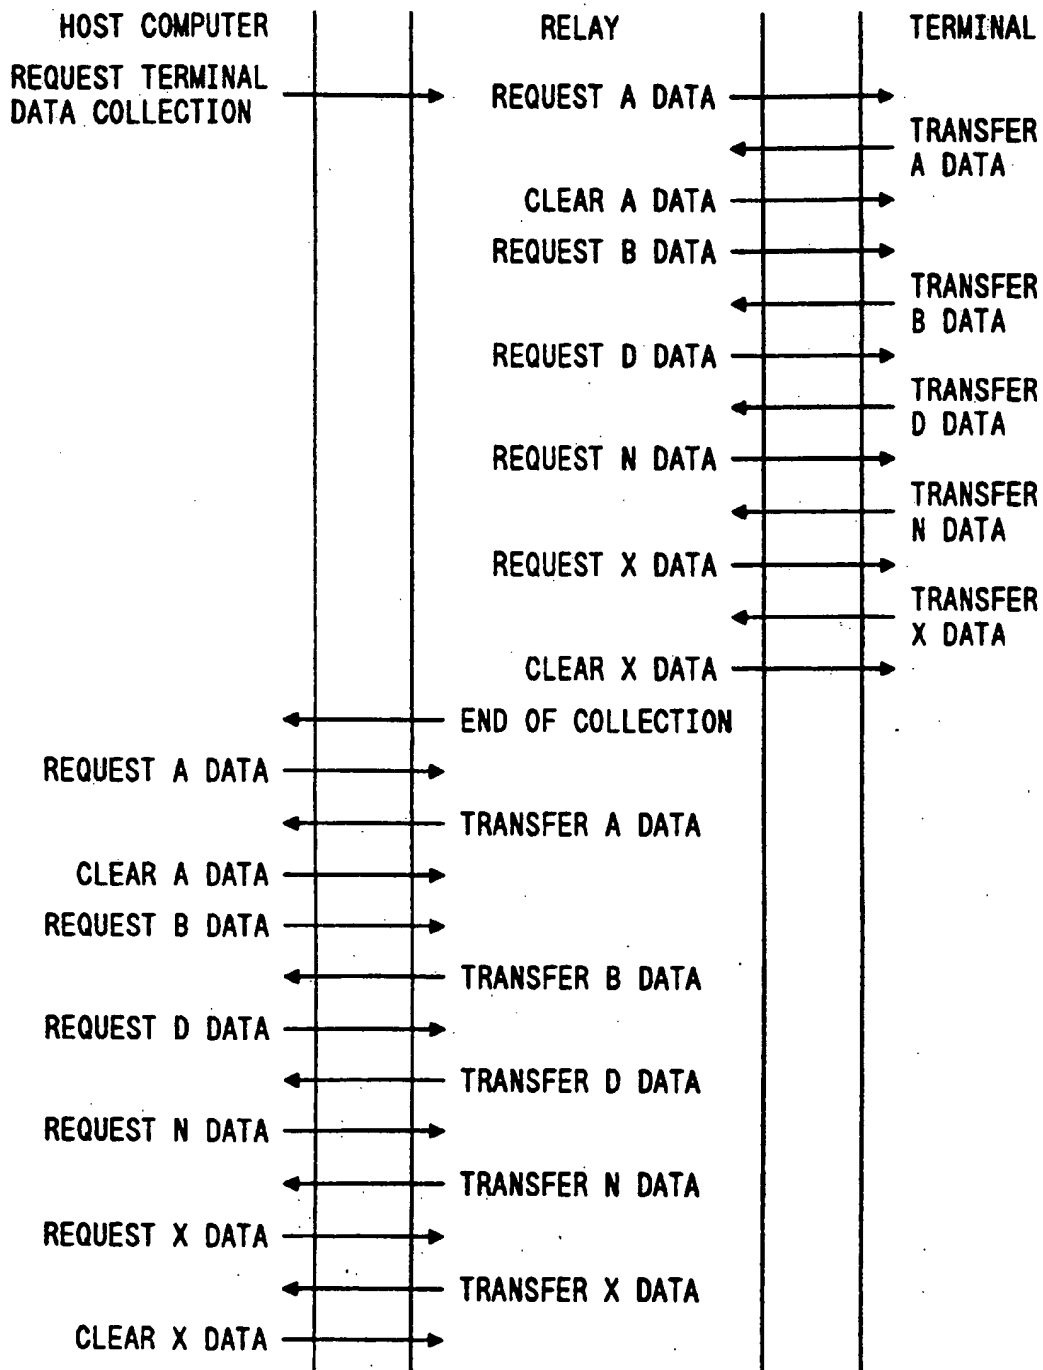 HOST COMPUTER
RELAY
TERMINAL
REQUEST TERMINAL
DATA COLLECTION
REQUEST A DATA
TRANSFER
A DATA
CLEAR A DATA
REQUEST B DATA
TRANSFER
B DATA
REQUEST D DATA
TRANSFER
D DATA
REQUEST N DATA
TRANSFER
N DATA
REQUEST X DATA
TRANSFER
X DATA
CLEAR X DATA
END OF COLLECTION
REQUEST A DATA
TRANSFER A DATA
CLEAR A DATA
REQUEST B DATA
TRANSFER B DATA
REQUEST D DATA
TRANSFER D DATA
REQUEST N DATA
TRANSFER N DATA
REQUEST X DATA
TRANSFER X DATA
CLEAR X DATA